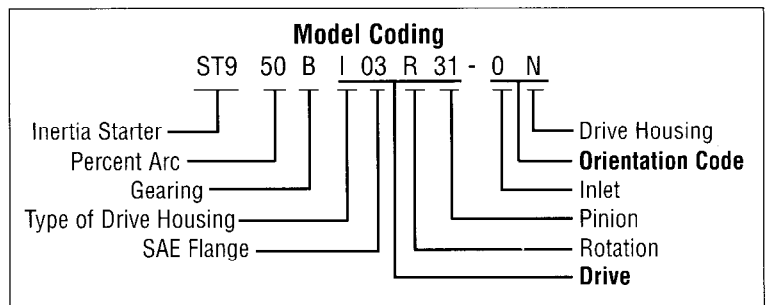 Model Coding
ST9 50 B I 03 R 31 - 0 N
Inertia Starter
Percent Arc
Gearing
Type of Drive Housing
SAE Flange
Drive Housing
Orientation Code
Inlet
Pinion
Rotation
Drive